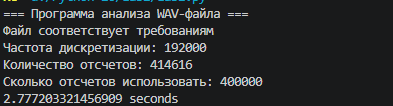 === Программа анализа WAV-файла ===
Файл соответствует требованиям
Частота дискретизации: 192000
Количество отсчетов: 414616
Сколько отсчетов использовать: 400000
2.777203321456909 seconds